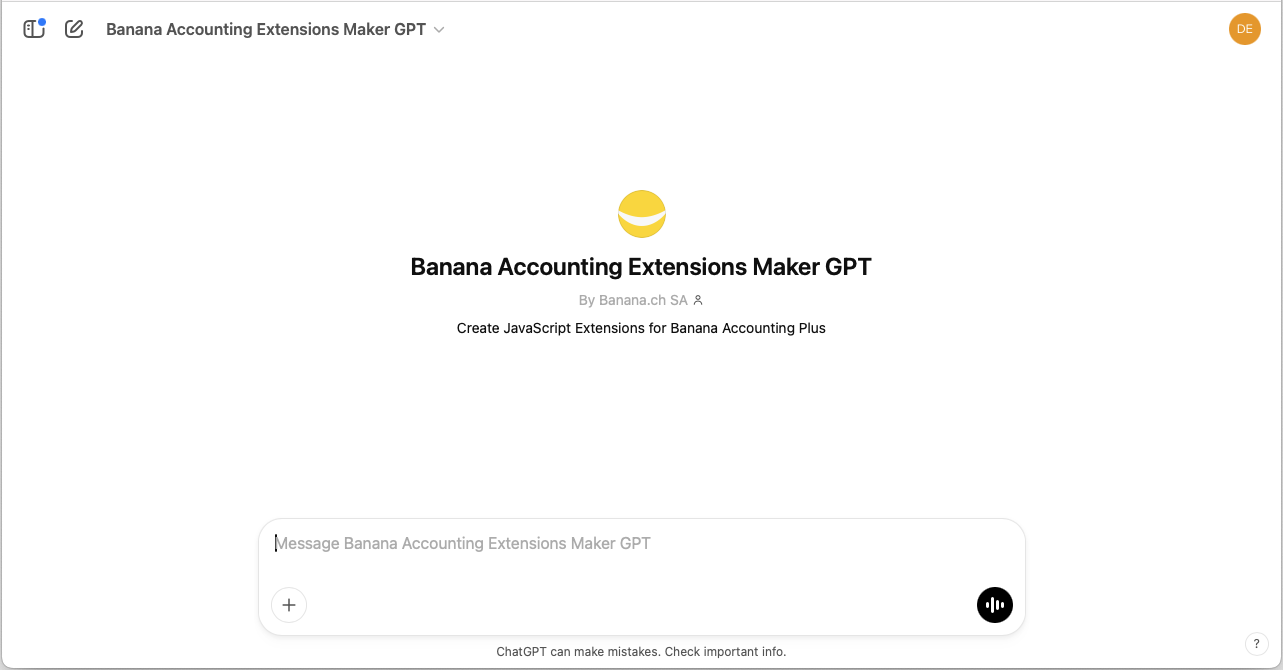 Banana Accounting Extensions Maker GPT
DE
Banana Accounting Extensions Maker GPT
By Banana.ch SA
Create JavaScript Extensions for Banana Accounting Plus
Message Banana Accounting Extensions Maker GPT
ChatGPT can make mistakes. Check important info.
?